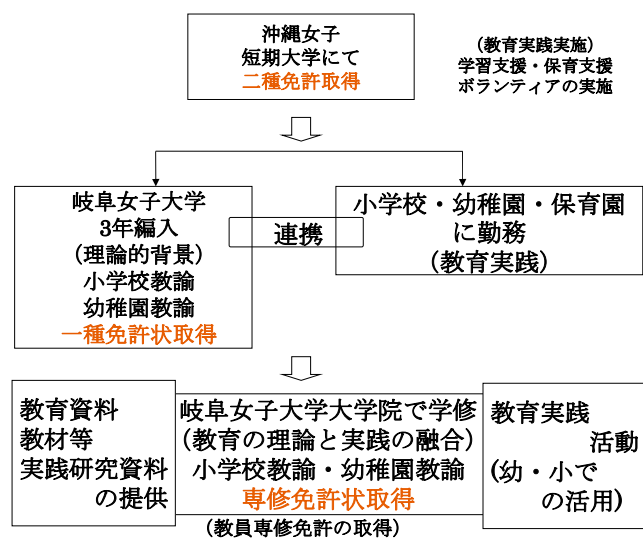 沖縄女子
短期大学にて
二種免許取得
(教育実践実施)
学習支援・保育支援
ボランティアの実施
岐阜女子大学
3年編入
(理論的背景)
小学校教諭
幼稚園教諭
一種免許状取得
連携
小学校・幼稚園・保育園
に勤務
(教育実践)
教育資料
教材等
実践研究資料
の提供
岐阜女子大学大学院で学修
(教育の理論と実践の融合)
小学校教諭・幼稚園教諭
専修免許状取得
(教員専修免許の取得)
教育実践
活動
(幼・小で
の活用)